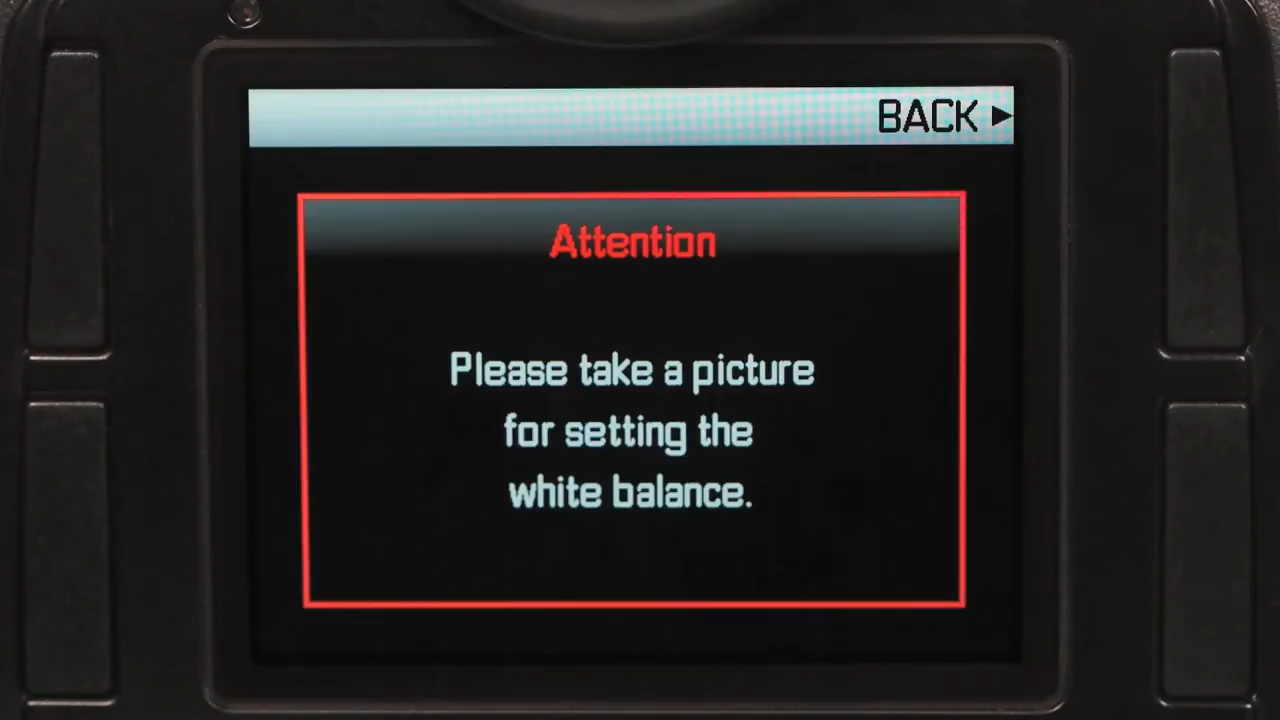 BACK ►
Attention
Please take a picture
for setting the
white balance.